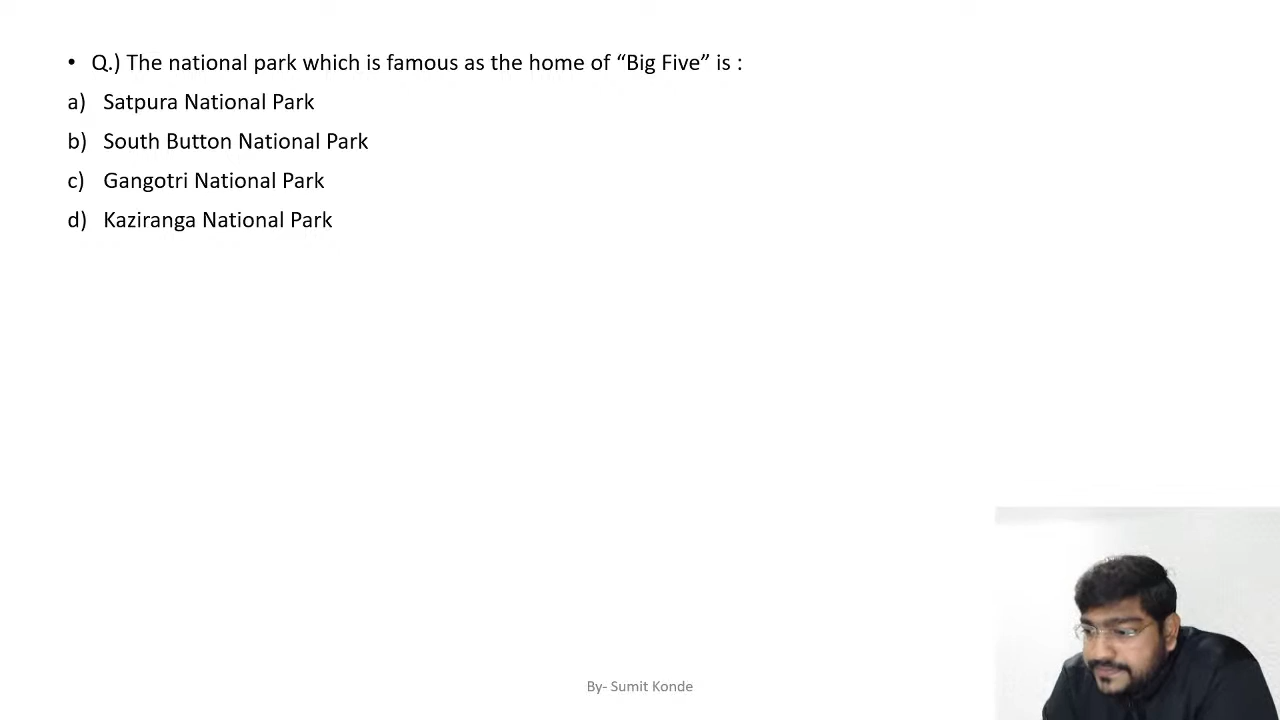 • Q.) The national park which is famous as the home of “Big Five” is :
a) Satpura National Park
b) South Button National Park
c) Gangotri National Park
d) Kaziranga National Park
By- Sumit Konde